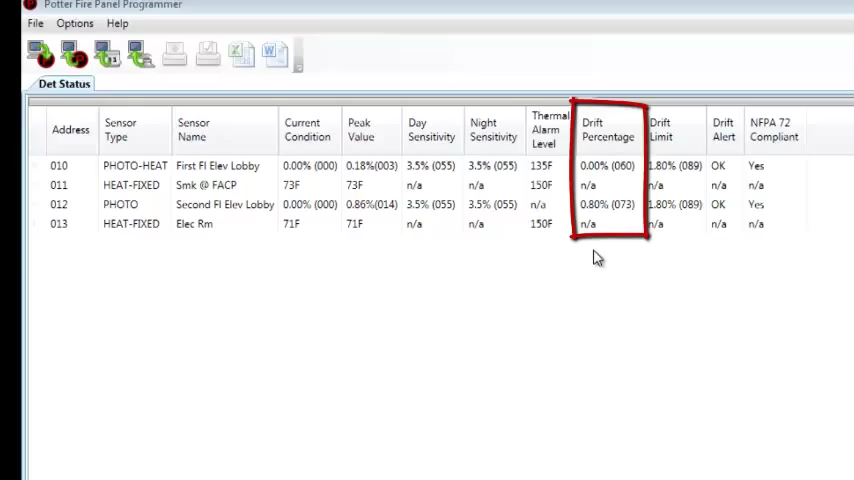 Potter Fire Panel Programmer
File Options Help
Det Status
Address Sensor Type Sensor Name Current Condition Peak Value Day Sensitivity Night Sensitivity Thermal Alarm Level Drift Percentage Drift Limit Drift Alert NFPA 72 Compliant
010 PHOTO-HEAT First Fl Elev Lobby 0.00% (000) 0.18%(003) 3.5% (055) 3.5% (055) 135F 0.00% (060) 1.80% (089) OK Yes
011 HEAT-FIXED Smk @ FACP 73F 73F n/a n/a 150F n/a n/a n/a n/a
012 PHOTO Second Fl Elev Lobby 0.00% (000) 0.86%(014) 3.5% (055) 3.5% (055) n/a 0.80% (073) 1.80% (089) OK Yes
013 HEAT-FIXED Elec Rm 71F 71F n/a n/a 150F n/a n/a n/a n/a